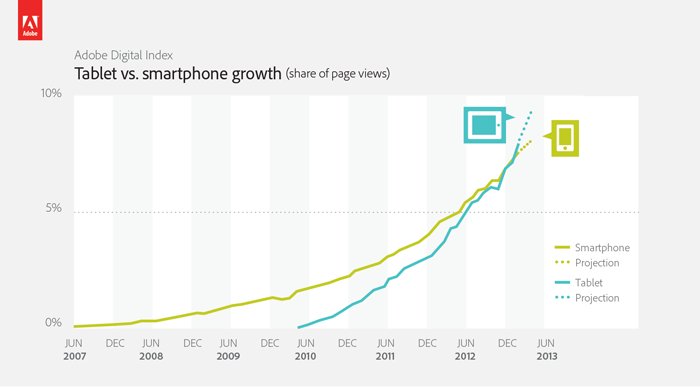 Adobe
Adobe Digital Index
Tablet vs. smartphone growth (share of page views)
10%
5%
0%
Smartphone
Projection
Tablet
Projection
JUN DEC JUN DEC JUN DEC JUN DEC JUN DEC JUN DEC JUN
2007 2008 2009 2010 2011 2012 2013